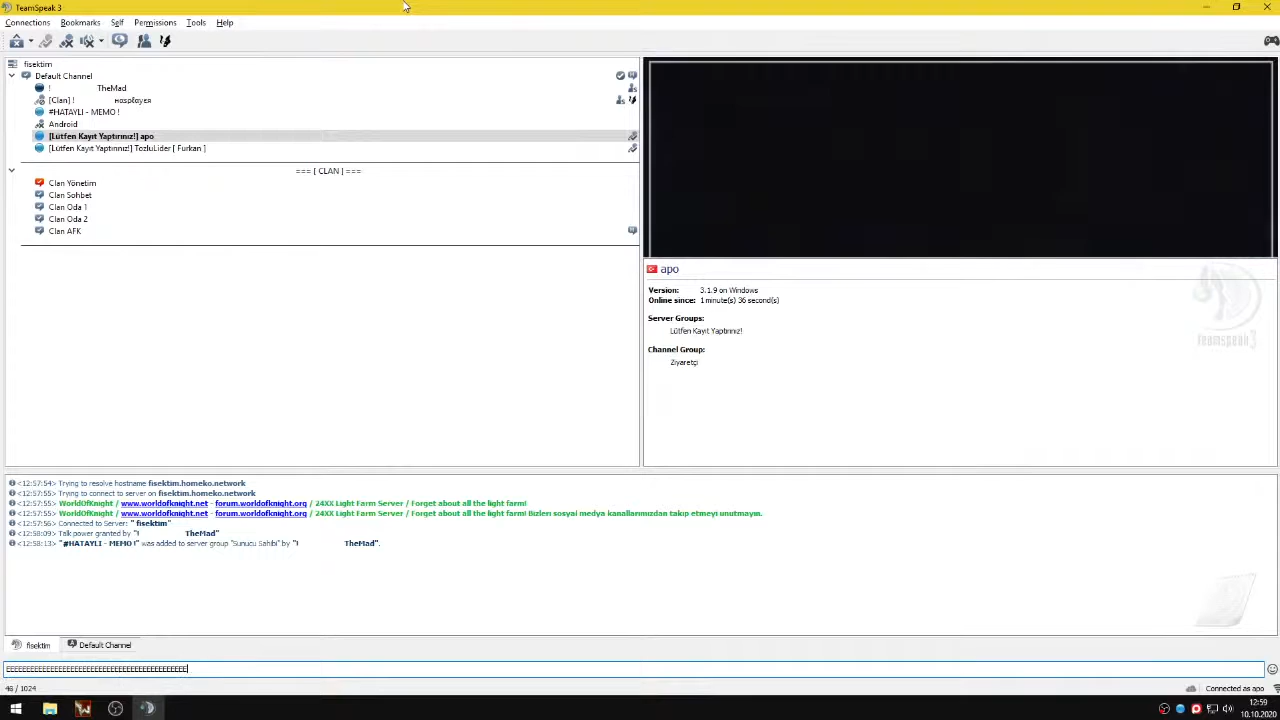 TeamSpeak 3
Connections Bookmarks Self Permissions Tools Help
fisektim
Default Channel
! TheMad
[Clan] !
#HATAYLI - MEMO !
Android
[Lütfen Kayıt Yaptırınız!] apo
[Lütfen Kayıt Yaptırınız!] TozluLider [ Furkan ]
=== [ CLAN ] ===
Clan Yönetim
Clan Sohbet
Clan Oda 1
Clan Oda 2
Clan AFK
apo
Version: 3.1.9 on Windows
Online since: 1 minute(s) 36 second(s)
Server Groups:
Lütfen Kayıt Yaptırınız!
Channel Group:
Ziyaretçi
teamspeak 3
<12:57:54> Trying to resolve hostname fisektim.homeko.network
<12:57:55> Trying to connect to server on fisektim.homeko.network
<12:57:55> WorldOfKnight / www.worldofknight.net - forum.worldofknight.org / 24XX Light Farm Server / Forget about all the light farm!
<12:57:55> WorldOfKnight / www.worldofknight.net - forum.worldofknight.org / 24XX Light Farm Server / Forget about all the light farm! Bizleri sosyal medya kanallarımızdan takip etmeyi unutmayın.
<12:57:56> Connected to Server: " fisektim"
<12:58:09> Talk power granted by "! TheMad"
<12:58:13> "#HATAYLI - MEMO !" was added to server group "Sunucu Sahibi" by "! TheMad".
fisektim Default Channel
46 / 1024
Connected as apo
12:59
10.10.2020